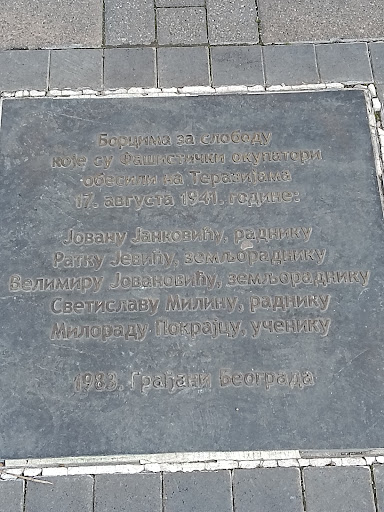 Борцима за слободу
које су фашистички окупатори
обесили на Теразијама
17. августа 1941. године:
Јовану Јанковићу, раднику
Ратку Јевићу, земљораднику
Велимиру Јовановићу, земљораднику
Светиславу Милину, раднику
Милораду Покрајцу, ученику
1983. Грађани Београда